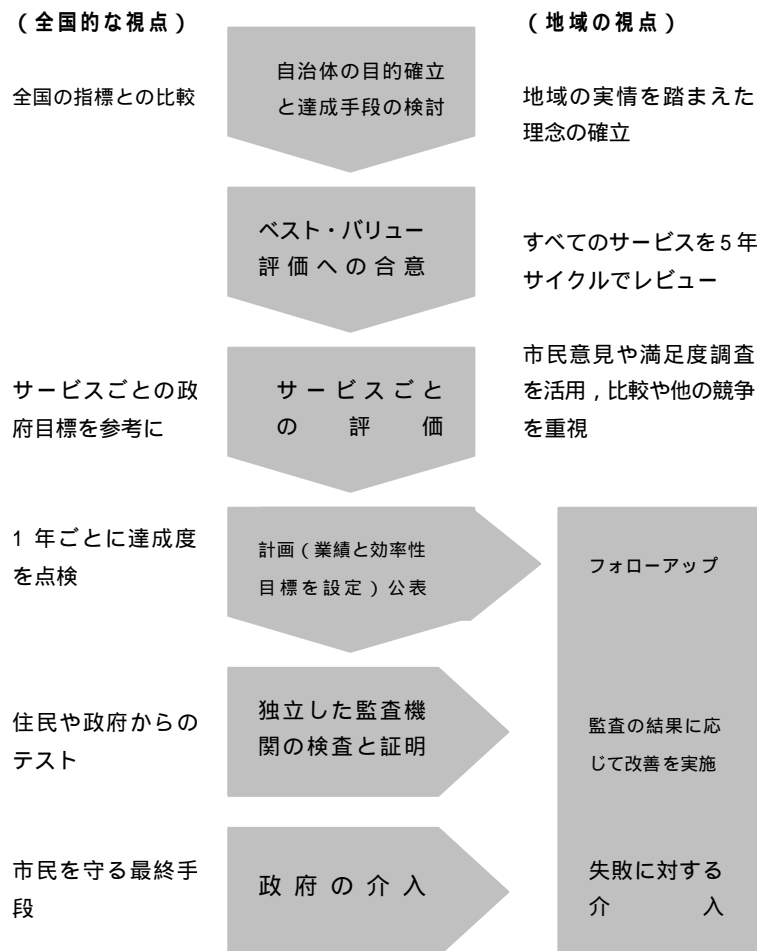 （全国的な視点）
（地域の視点）
全国の指標との比較
自治体の目的確立
と達成手段の検討
地域の実情を踏まえた
理念の確立
ベスト・バリュー
評価への合意
すべてのサービスを5年
サイクルでレビュー
サービスごとの政
府目標を参考に
サービスごと
の評価
市民意見や満足度調査
を活用，比較や他の競争
を重視
1 年ごとに達成度
を点検
計画（業績と効率性
目標を設定）公表
フォローアップ
住民や政府からの
テスト
独立した監査機
関の検査と証明
監査の結果に応
じて改善を実施
市民を守る最終手
段
政府の介入
失敗に対する
介入